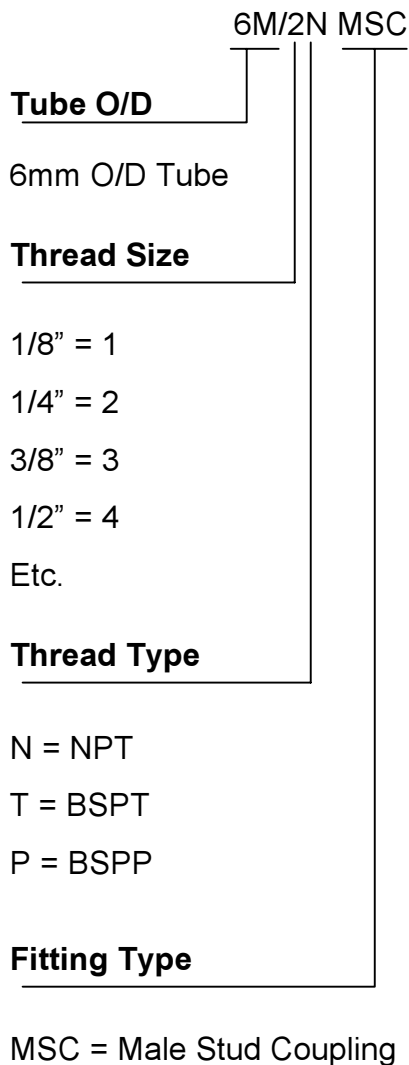 6M/2N MSC
Tube O/D
6mm O/D Tube
Thread Size
1/8” = 1
1/4” = 2
3/8” = 3
1/2” = 4
Etc.
Thread Type
N = NPT
T = BSPT
P = BSPP
Fitting Type
MSC = Male Stud Coupling